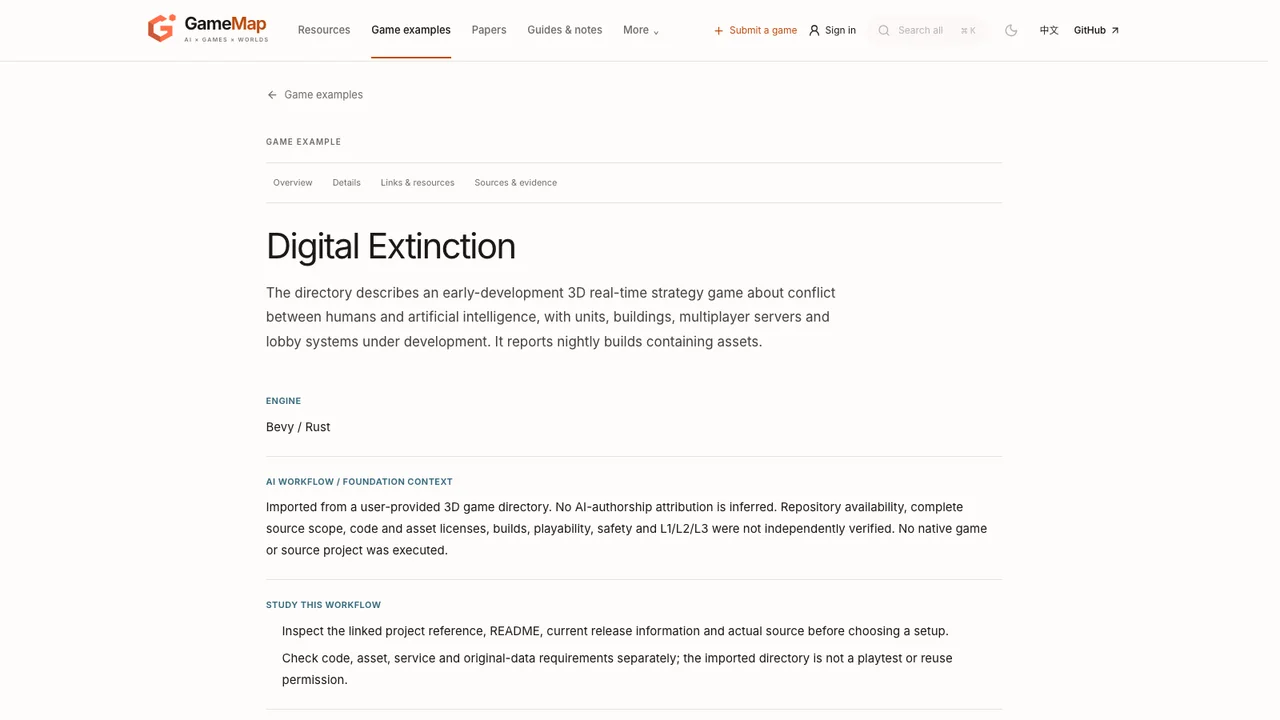 GameMap
AI × GAMES × WORLDS
Resources
Game examples
Papers
Guides & notes
More
+ Submit a game
Sign in
Search all
⌘ K
中文
GitHub ↗
← Game examples
GAME EXAMPLE
Overview
Details
Links & resources
Sources & evidence
Digital Extinction
The directory describes an early-development 3D real-time strategy game about conflict
between humans and artificial intelligence, with units, buildings, multiplayer servers and
lobby systems under development. It reports nightly builds containing assets.
ENGINE
Bevy / Rust
AI WORKFLOW / FOUNDATION CONTEXT
Imported from a user-provided 3D game directory. No AI-authorship attribution is inferred. Repository availability, complete
source scope, code and asset licenses, builds, playability, safety and L1/L2/L3 were not independently verified. No native game
or source project was executed.
STUDY THIS WORKFLOW
Inspect the linked project reference, README, current release information and actual source before choosing a setup.
Check code, asset, service and original-data requirements separately; the imported directory is not a playtest or reuse
permission.